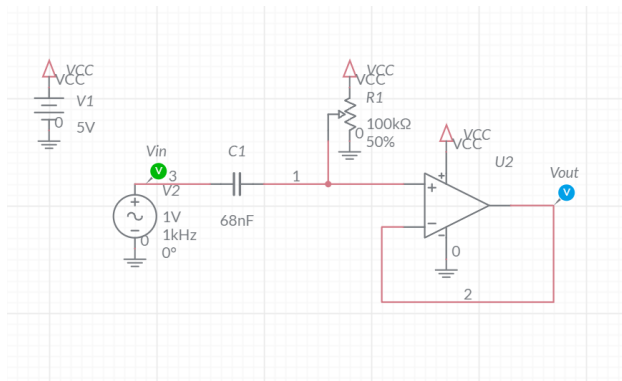 VCC
VCC
V1
0
5V
VCC
VCC
R1
100kΩ
0
50%
VCC
VCC
U2
Vin
V
3
V2
1V
1kHz
0°
0
C1
68nF
1
+
−
+
−
0
Vout
V
2
+
−